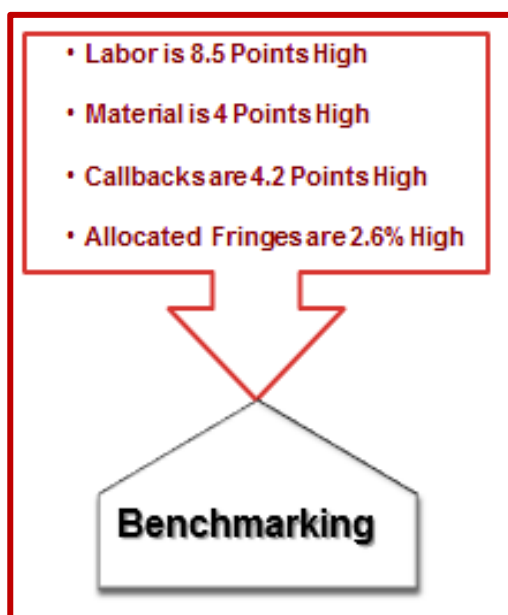 • Labor is 8.5 Points High
• Material is 4 Points High
• Callbacks are 4.2 Points High
• Allocated Fringes are 2.6% High
Benchmarking